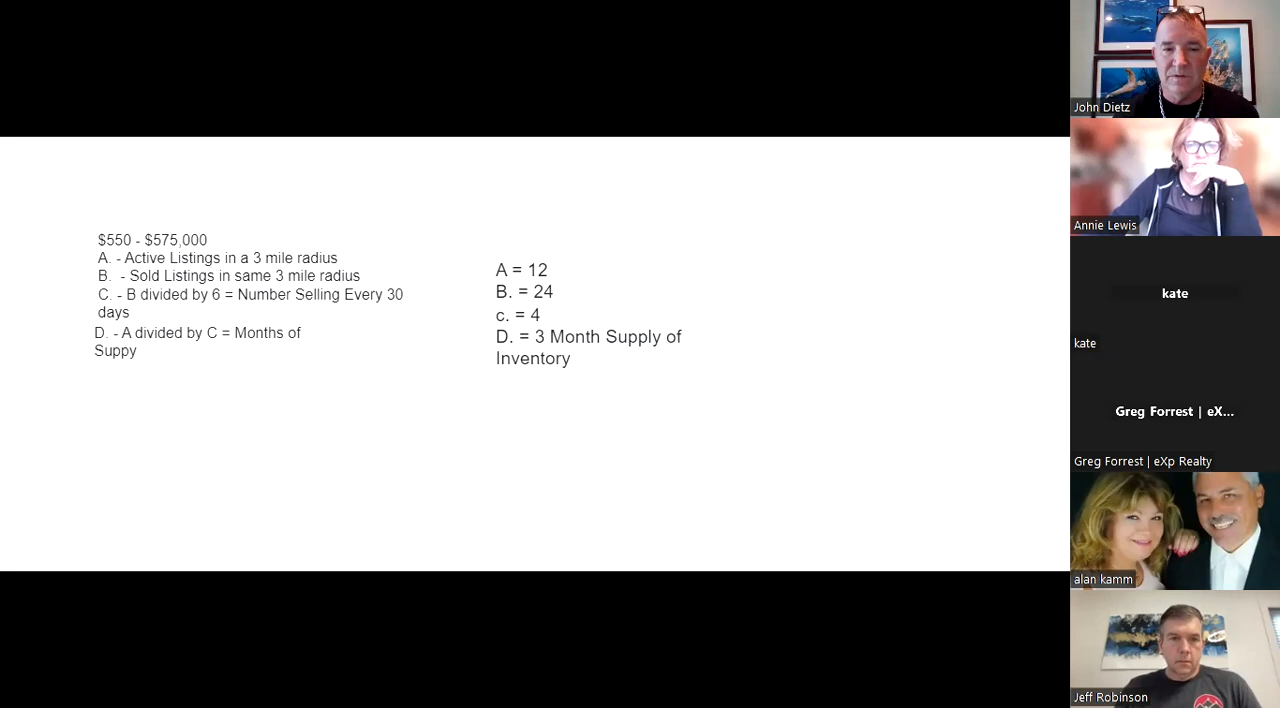 $550 - $575,000
A. - Active Listings in a 3 mile radius
B. - Sold Listings in same 3 mile radius
C. - B divided by 6 = Number Selling Every 30
days
D. - A divided by C = Months of
Suppy
A = 12
B. = 24
c. = 4
D. = 3 Month Supply of
Inventory
John Dietz
Annie Lewis
kate
kate
Greg Forrest | eX...
Greg Forrest | eXp Realty
alan kamm
Jeff Robinson